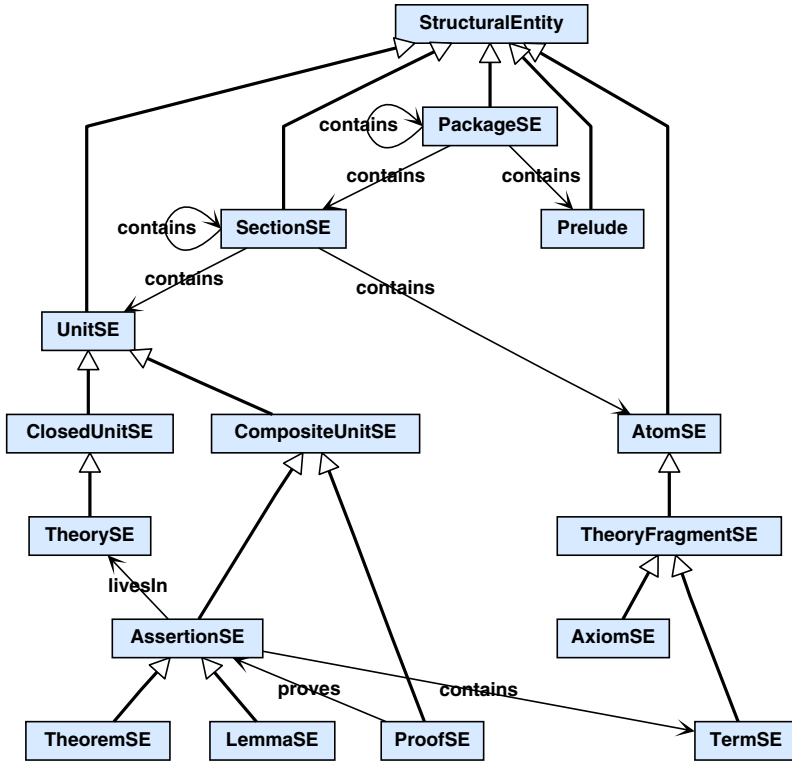 StructuralEntity
contains
PackageSE
contains
contains
contains
SectionSE
Prelude
contains
contains
UnitSE
ClosedUnitSE
CompositeUnitSE
AtomSE
TheorySE
TheoryFragmentSE
livesIn
AssertionSE
AxiomSE
proves
contains
TheoremSE
LemmaSE
ProofSE
TermSE